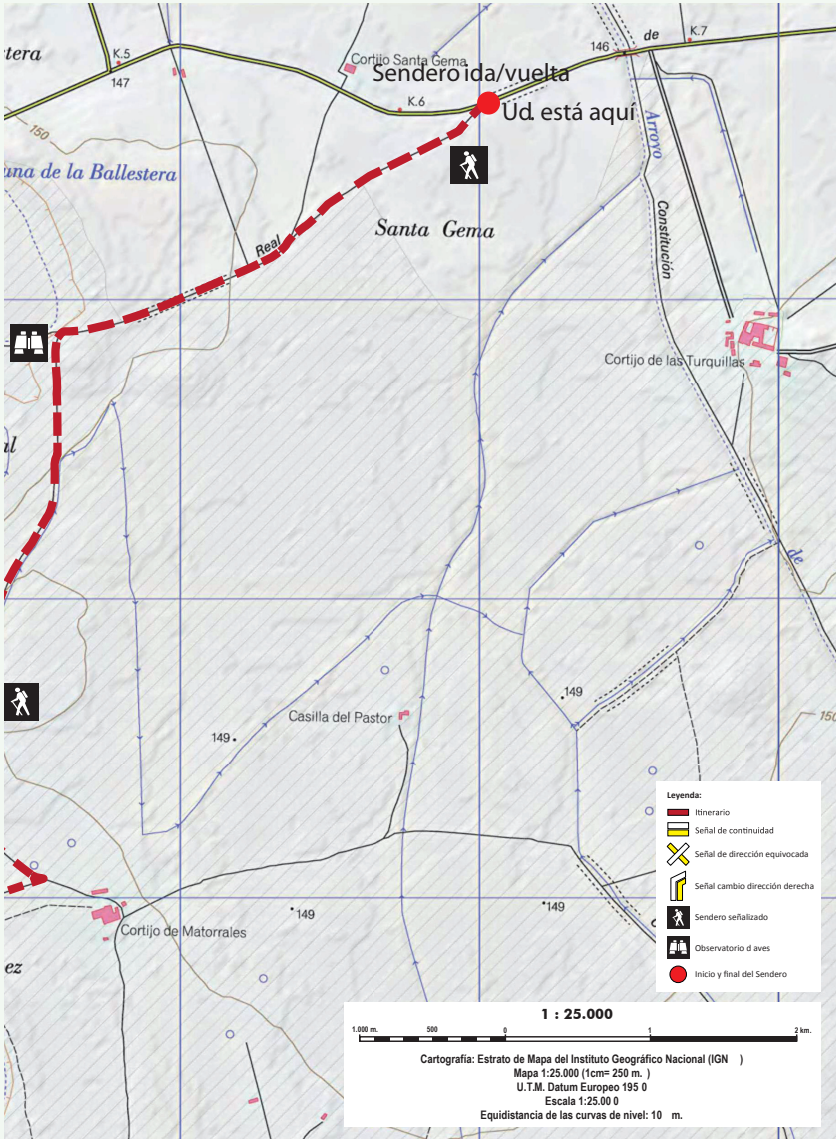 tera
K.5
147
Cortijo Santa Gema
146
de
K.7
Sendero ida/vuelta
K.6
Ud. está aquí
150
Arroyo
una de la Ballestera
Constitución
Santa Gema
Real
Cortijo de las Turquillas
al
de
149
Casilla del Pastor
149
150
149
149
Cortijo de Matorrales
ez
Leyenda:
Itinerario
Señal de continuidad
Señal de dirección equivocada
Señal cambio dirección derecha
Sendero señalizado
Observatorio d aves
Inicio y final del Sendero
1 : 25.000
1.000 m. 500 0 1 2 km.
Cartografía: Estrato de Mapa del Instituto Geográfico Nacional (IGN )
Mapa 1:25.000 (1cm= 250 m. )
U.T.M. Datum Europeo 195 0
Escala 1:25.00 0
Equidistancia de las curvas de nivel: 10 m.